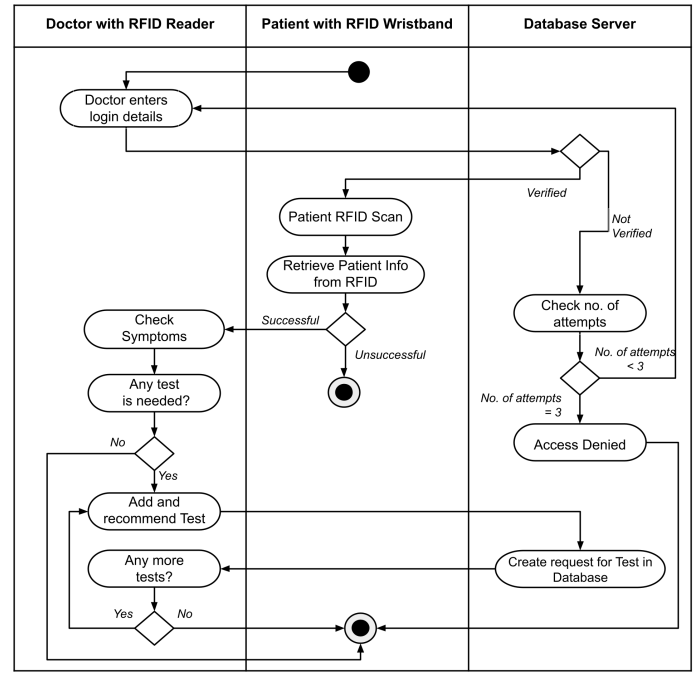 Doctor with RFID Reader
Patient with RFID Wristband
Database Server
Doctor enters
login details
Verified
Not
Verified
Patient RFID Scan
Retrieve Patient Info
from RFID
Check no. of
attempts
Successful
Check
Symptoms
Unsuccessful
No. of attempts
< 3
Any test
is needed?
No. of attempts
= 3
No
Access Denied
Yes
Add and
recommend Test
Any more
tests?
Create request for Test in
Database
Yes
No